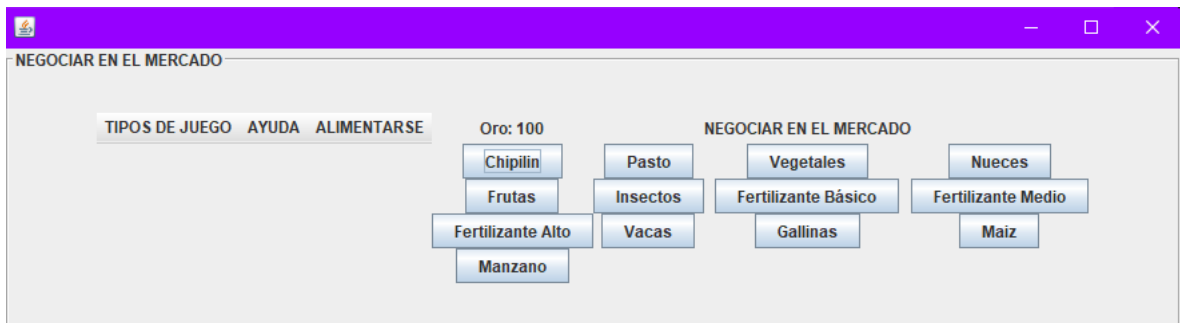 NEGOCIAR EN EL MERCADO
TIPOS DE JUEGO AYUDA ALIMENTARSE Oro: 100 NEGOCIAR EN EL MERCADO
Chipilin Pasto Vegetales Nueces
Frutas Insectos Fertilizante Básico Fertilizante Medio
Fertilizante Alto Vacas Gallinas Maiz
Manzano